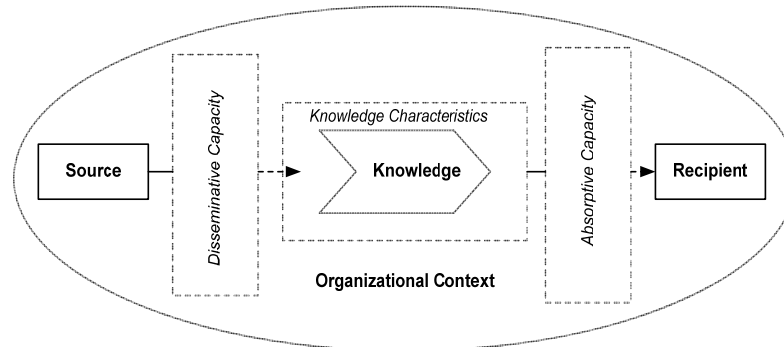 Source
Disseminative Capacity
Knowledge Characteristics
Knowledge
Absorptive Capacity
Recipient
Organizational Context